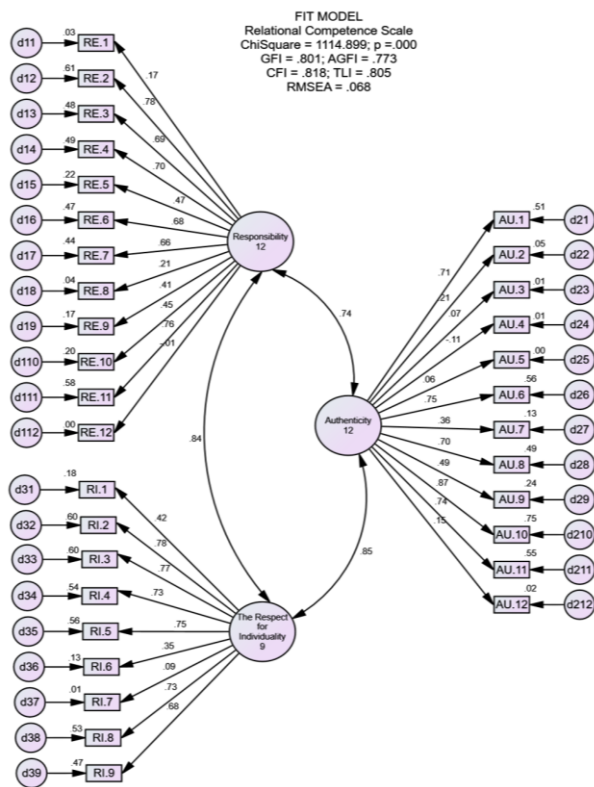 FIT MODEL
Relational Competence Scale
ChiSquare = 1114.899; p =.000
GFI = .801; AGFI = .773
CFI = .818; TLI = .805
RMSEA = .068
d11 .03 RE.1 .17
d12 .61 RE.2 .78
d13 .48 RE.3 .69
d14 .49 RE.4 .70
d15 .22 RE.5 .47
d16 .47 RE.6 .68
d17 .44 RE.7 .66
d18 .04 RE.8 .21
d19 .17 RE.9 .41
d110 .20 RE.10 .45
d111 .58 RE.11 .76
d112 .00 RE.12 -.01
Responsibility
12
.74
.84
.85
Authenticity
12
.71 AU.1 .51 d21
.21 AU.2 .05 d22
.07 AU.3 .01 d23
-.11 AU.4 .01 d24
.06 AU.5 .00 d25
.75 AU.6 .56 d26
.36 AU.7 .13 d27
.70 AU.8 .49 d28
.49 AU.9 .24 d29
.87 AU.10 .75 d210
.74 AU.11 .55 d211
.15 AU.12 .02 d212
d31 .18 RI.1 .42
d32 .60 RI.2 .78
d33 .60 RI.3 .77
d34 .54 RI.4 .73
d35 .56 RI.5 .75
d36 .13 RI.6 .35
d37 .01 RI.7 .09
d38 .53 RI.8 .73
d39 .47 RI.9 .68
The Respect
for
Individuality
9